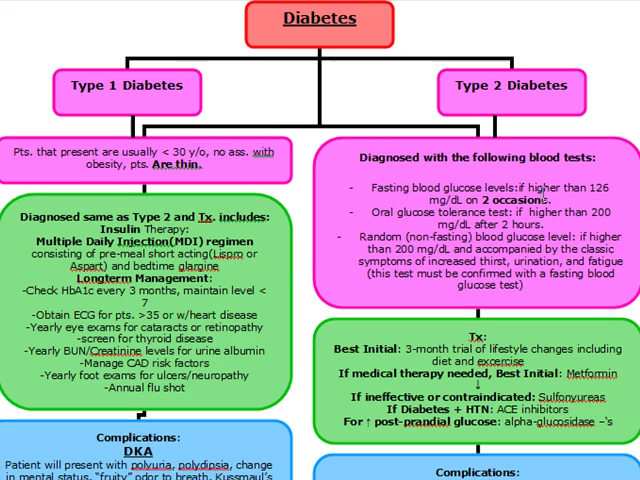 Diabetes
Type 1 Diabetes
Type 2 Diabetes
Pts. that present are usually < 30 y/o, no ass. with
obesity, pts. Are thin.
Diagnosed same as Type 2 and Tx. includes:
Insulin Therapy:
Multiple Daily Injection(MDI) regimen
consisting of pre-meal short acting(Lispro or
Aspart) and bedtime glargine.
Longterm Management:
-Check HbA1c every 3 months, maintain level <
7
-Obtain ECG for pts. >35 or w/heart disease
-Yearly eye exams for cataracts or retinopathy
-screen for thyroid disease
-Yearly BUN/Creatinine levels for urine albumin
-Manage CAD risk factors
-Yearly foot exams for ulcers/neuropathy
-Annual flu shot
Complications:
DKA
Patient will present with polyuria, polydipsia, change
in mental status, "fruity" odor to breath, Kussmaul's
Diagnosed with the following blood tests:
- Fasting blood glucose levels:if higher than 126
mg/dL on 2 occasions.
- Oral glucose tolerance test: if higher than 200
mg/dL after 2 hours.
- Random (non-fasting) blood glucose level: if higher
than 200 mg/dL and accompanied by the classic
symptoms of increased thirst, urination, and fatigue
(this test must be confirmed with a fasting blood
glucose test)
Tx:
Best Initial: 3-month trial of lifestyle changes including
diet and excercise
If medical therapy needed, Best Initial: Metformin
↓
If ineffective or contraindicated: Sulfonyureas
If Diabetes + HTN: ACE inhibitors
For ↑ post-prandial glucose: alpha-glucosidase -'s
Complications: